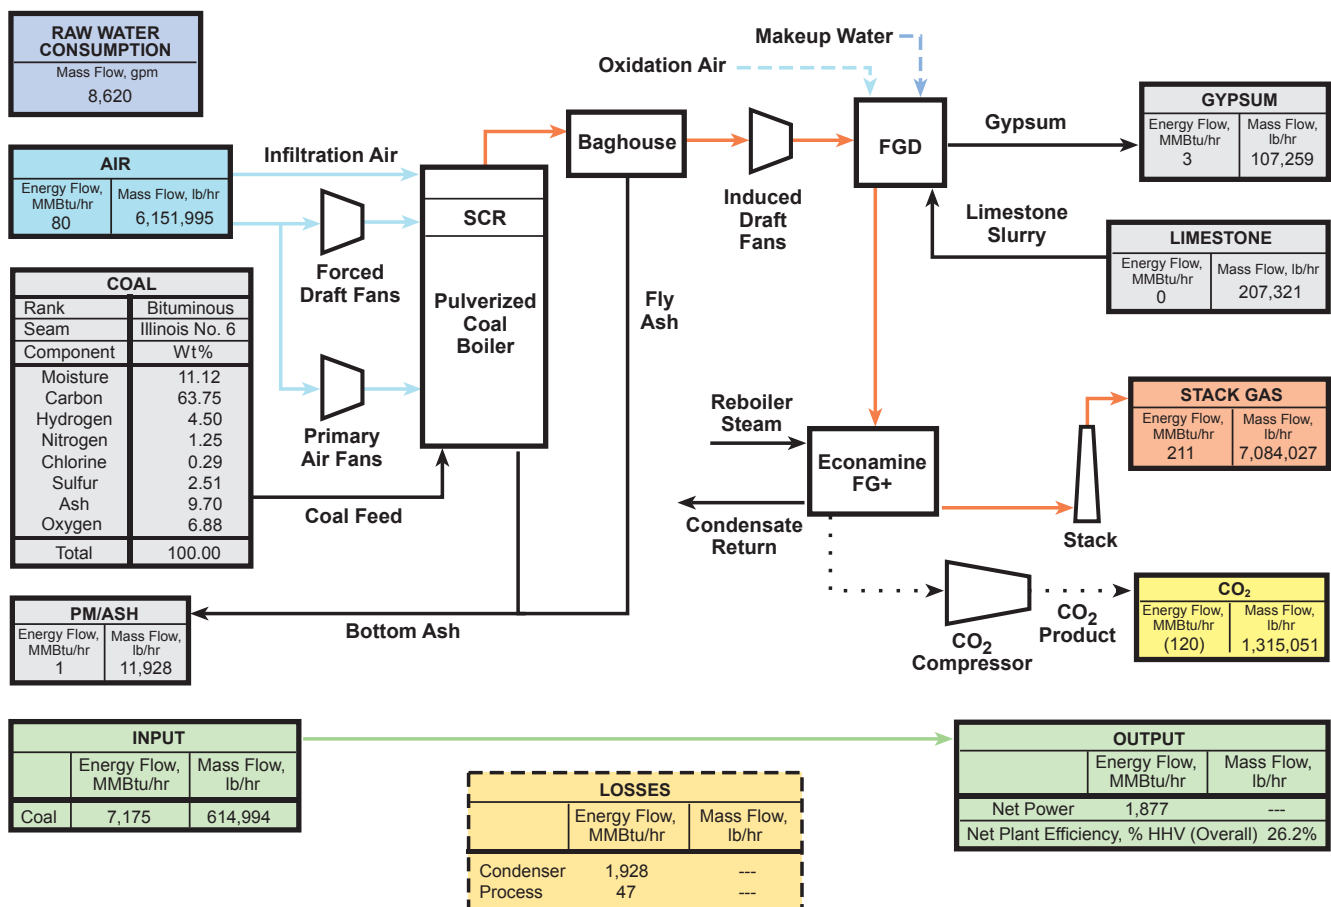 RAW WATER
CONSUMPTION
Mass Flow, gpm
8,620
Makeup Water
Oxidation Air
AIR
Energy Flow,
MMBtu/hr
80
Mass Flow, lb/hr
6,151,995
Infiltration Air
Forced
Draft Fans
Primary
Air Fans
SCR
Pulverized
Coal
Boiler
Baghouse
Induced
Draft
Fans
FGD
Gypsum
GYPSUM
Energy Flow,
MMBtu/hr
3
Mass Flow,
lb/hr
107,259
Limestone
Slurry
LIMESTONE
Energy Flow,
MMBtu/hr
0
Mass Flow, lb/hr
207,321
COAL
Rank Bituminous
Seam Illinois No. 6
Component Wt%
Moisture 11.12
Carbon 63.75
Hydrogen 4.50
Nitrogen 1.25
Chlorine 0.29
Sulfur 2.51
Ash 9.70
Oxygen 6.88
Total 100.00
Coal Feed
Fly
Ash
Reboiler
Steam
Econamine
FG+
Condensate
Return
Stack
STACK GAS
Energy Flow,
MMBtu/hr
211
Mass Flow,
lb/hr
7,084,027
PM/ASH
Energy Flow,
MMBtu/hr
1
Mass Flow,
lb/hr
11,928
Bottom Ash
CO2
Compressor
CO2
Product
CO2
Energy Flow,
MMBtu/hr
(120)
Mass Flow,
lb/hr
1,315,051
INPUT
Energy Flow,
MMBtu/hr
Mass Flow,
lb/hr
Coal 7,175 614,994
LOSSES
Energy Flow,
MMBtu/hr
Mass Flow,
lb/hr
Condenser 1,928 ---
Process 47 ---
OUTPUT
Energy Flow,
MMBtu/hr
Mass Flow,
lb/hr
Net Power 1,877 ---
Net Plant Efficiency, % HHV (Overall) 26.2%